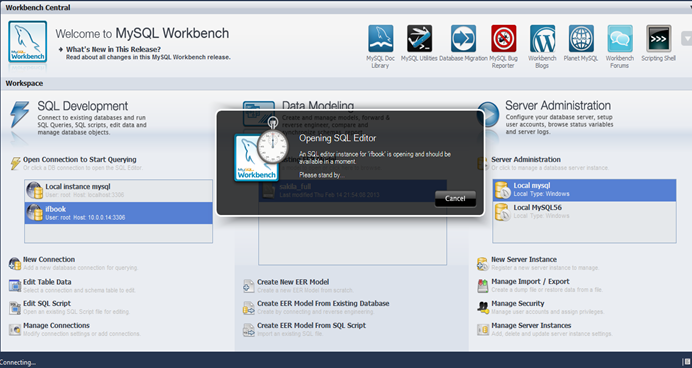 Workbench Central
Welcome to MySQL Workbench
What's New in This Release?
Read about all changes in this MySQL Workbench release.
MySQL Doc
Library
MySQL Utilities
Database Migration
MySQL Bug
Reporter
Workbench
Blogs
Planet MySQL
Workbench
Forums
Scripting Shell
Workspace
SQL Development
Connect to existing databases and run
SQL Queries, SQL scripts, edit data and
manage database objects.
Data Modeling
Create and manage models, forward &
reverse engineer, compare and
Server Administration
Configure your database server, setup
user accounts, browse status variables
and server logs.
Opening SQL Editor
An SQL editor instance for 'ifbook' is opening and should be
available in a moment.
Please stand by...
Cancel
Open Connection to Start Querying
Or click a DB connection to open the SQL Editor.
Local instance mysql
User: root Host: localhost:3306
ifbook
User: root Host: 10.0.0.14:3306
Server Administration
Or click to manage a database server instance.
Local mysql
Local Type: Windows
Local MySQL56
Local Type: Windows
New Connection
Add a new database connection for querying.
Edit Table Data
Select a connection and schema table to edit.
Edit SQL Script
Open an existing SQL Script file for editing.
Manage Connections
Modify connection settings or add connections.
Create New EER Model
Create a new EER Model from scratch.
Create EER Model From Existing Database
Create by connecting and reverse engineering.
Create EER Model From SQL Script
Import an existing SQL file.
New Server Instance
Register a new server instance to manage.
Manage Import / Export
Create a dump file or restore data from a file.
Manage Security
Manage user accounts and assign privileges.
Manage Server Instances
Add, delete and update server instance settings.
Connecting...